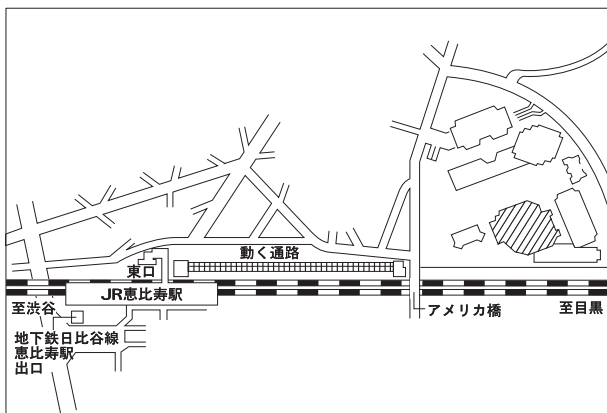 動く通路
東口
JR恵比寿駅
至渋谷
アメリカ橋
至目黒
地下鉄日比谷線
恵比寿駅
出口